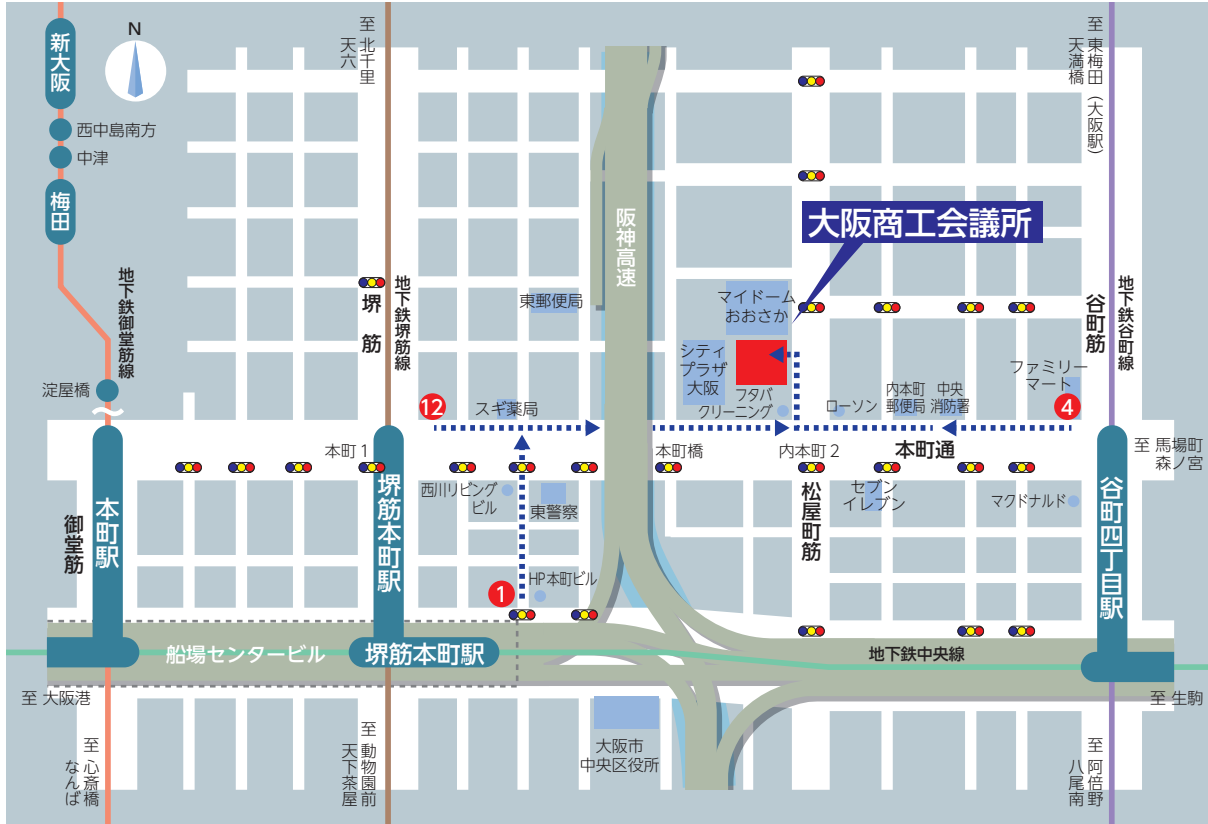 新大阪
西中島南方
中津
梅田
N
至 北千里
天六
至 東梅田（大阪駅）
天満橋
阪神高速
大阪商工会議所
マイドーム
おおさか
東郵便局
地下鉄御堂筋線
堺筋
地下鉄堺筋線
谷町筋
地下鉄谷町線
シティ
プラザ
大阪
フタバ
クリーニング
ローソン
内本町
郵便局
中央
消防署
ファミリー
マート
淀屋橋
12
スギ薬局
4
本町1
本町橋
内本町2
本町通
至 馬場町
森ノ宮
御堂筋
本町駅
堺筋本町駅
西川リビング
ビル
東警察
松屋町筋
セブン
イレブン
マクドナルド
谷町四丁目駅
1
HP本町ビル
船場センタービル
堺筋本町駅
地下鉄中央線
至 大阪港
至 生駒
至 心斎橋
なんば
至 動物園前
天下茶屋
大阪市
中央区役所
至 阿倍野
八尾南